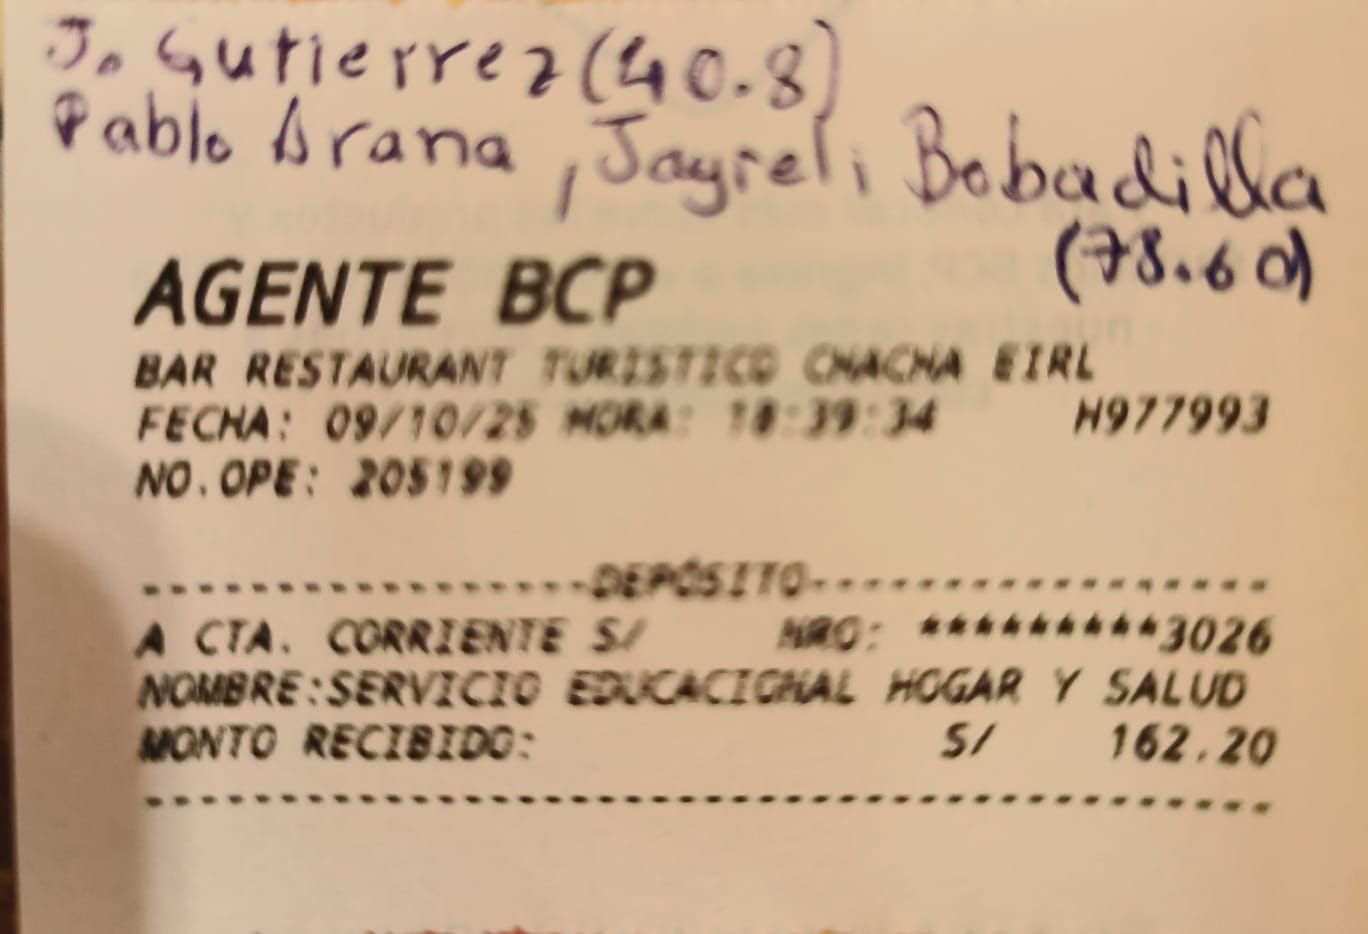 J. Gutierrez (40.8)
Pablo Arana, Jayreli Bobadilla
(78.60)
AGENTE BCP
BAR RESTAURANT TURISTICO CHACHA EIRL
FECHA: 09/10/25 HORA: 18:39:34 H977993
NO.OPE: 205199
----------------DEPÓSITO-----------------
A CTA. CORRIENTE S/ NRO: *********3026
NOMBRE:SERVICIO EDUCACIONAL HOGAR Y SALUD
MONTO RECIBIDO: S/ 162.20
-----------------------------------------